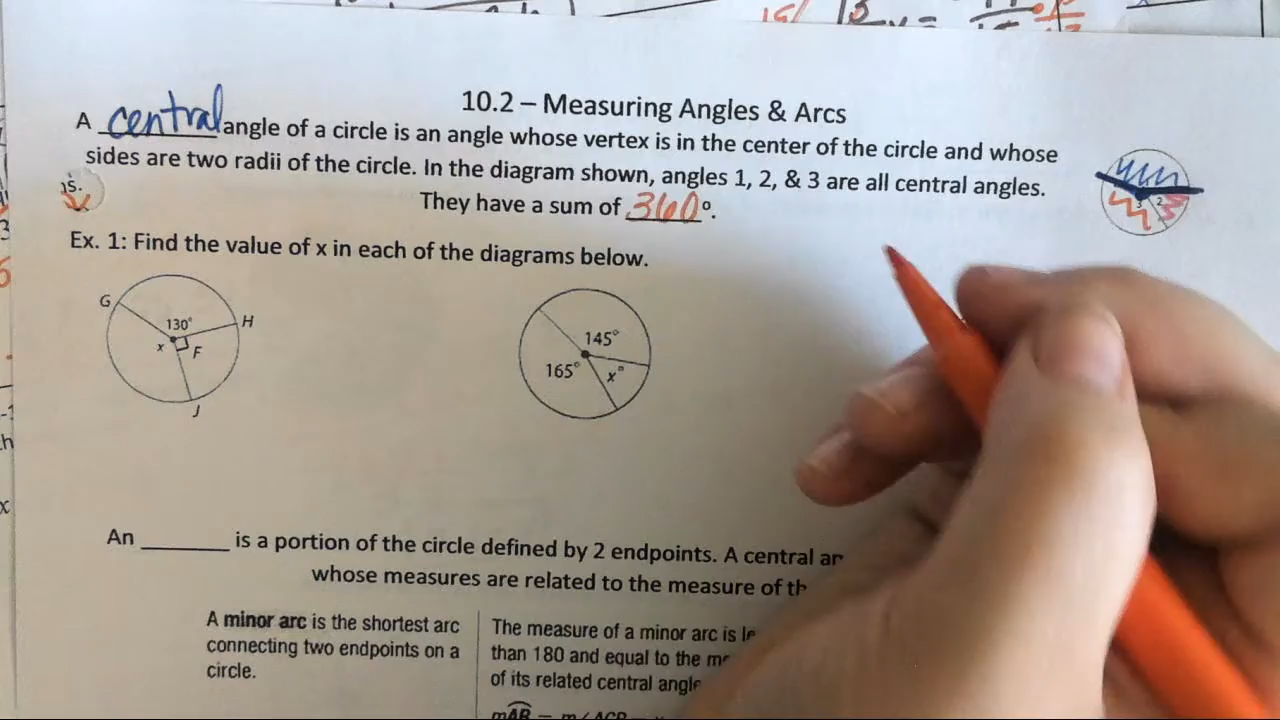 10.2 – Measuring Angles & Arcs
A central angle of a circle is an angle whose vertex is in the center of the circle and whose
sides are two radii of the circle. In the diagram shown, angles 1, 2, & 3 are all central angles.
They have a sum of 360°.
Ex. 1: Find the value of x in each of the diagrams below.
G
130°
H
x
F
J
145°
165°
x°
3
2
An _______ is a portion of the circle defined by 2 endpoints. A central
whose measures are related to the measure of
A minor arc is the shortest arc
connecting two endpoints on a
circle.
The measure of a minor arc is
than 180 and equal to the
of its related central